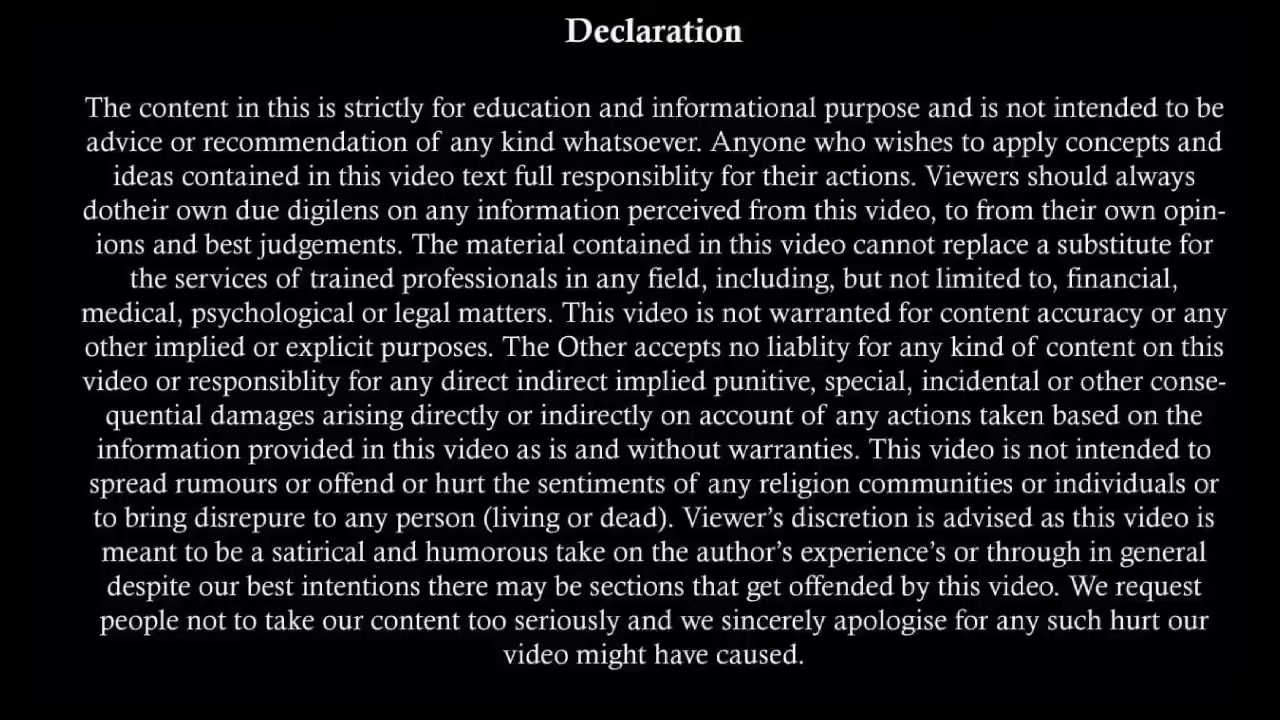 Declaration
The content in this is strictly for education and informational purpose and is not intended to be
advice or recommendation of any kind whatsoever. Anyone who wishes to apply concepts and
ideas contained in this video text full responsiblity for their actions. Viewers should always
dotheir own due digilens on any information perceived from this video, to from their own opin-
ions and best judgements. The material contained in this video cannot replace a substitute for
the services of trained professionals in any field, including, but not limited to, financial,
medical, psychological or legal matters. This video is not warranted for content accuracy or any
other implied or explicit purposes. The Other accepts no liablity for any kind of content on this
video or responsiblity for any direct indirect implied punitive, special, incidental or other conse-
quential damages arising directly or indirectly on account of any actions taken based on the
information provided in this video as is and without warranties. This video is not intended to
spread rumours or offend or hurt the sentiments of any religion communities or individuals or
to bring disrepure to any person (living or dead). Viewer’s discretion is advised as this video is
meant to be a satirical and humorous take on the author’s experience’s or through in general
despite our best intentions there may be sections that get offended by this video. We request
people not to take our content too seriously and we sincerely apologise for any such hurt our
video might have caused.